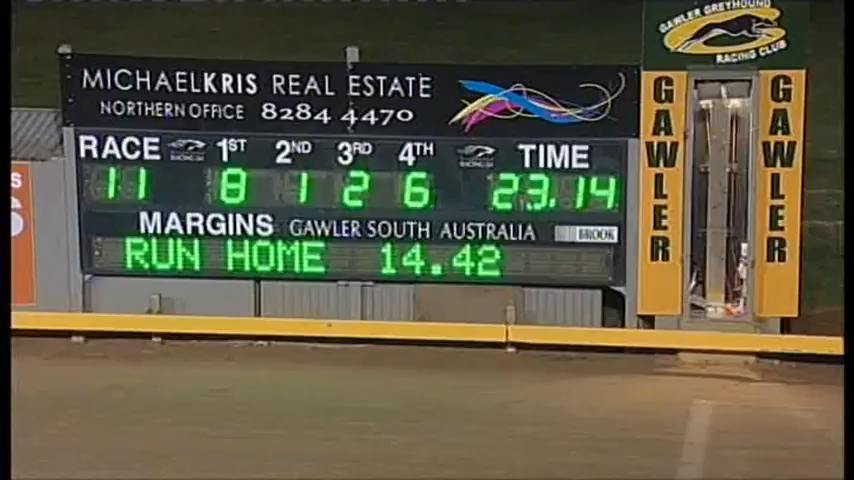 GAWLER GREYHOUND
RACING CLUB
MICHAELKRIS REAL ESTATE
NORTHERN OFFICE 8284 4470
RACE 1ST 2ND 3RD 4TH TIME
11 8 1 2 6 23.14
MARGINS GAWLER SOUTH AUSTRALIA BROOK
RUN HOME 14.42
GAWLER
GAWLER
S
S